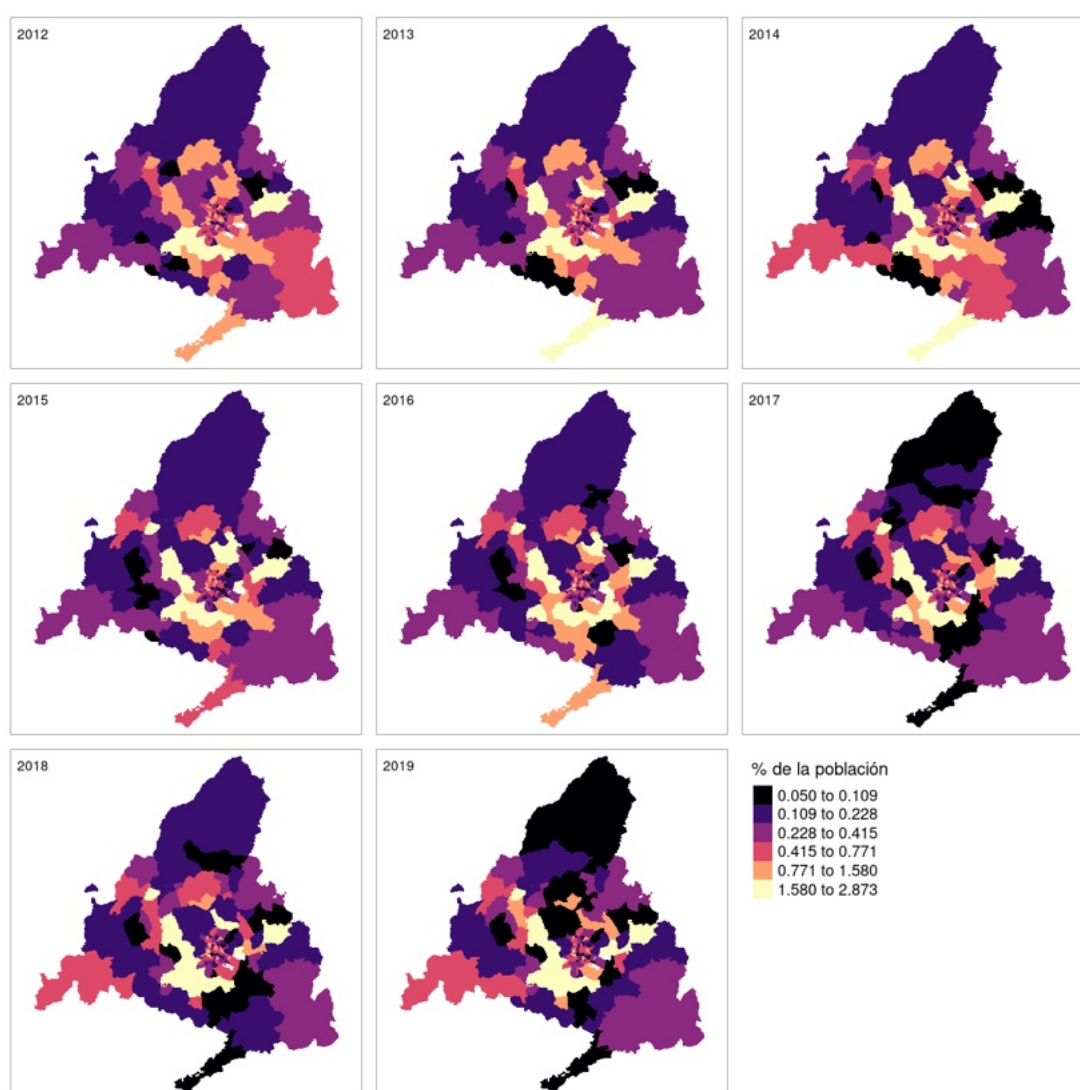 2012
2013
2014
2015
2016
2017
2018
2019
% de la población
0.050 to 0.109
0.109 to 0.228
0.228 to 0.415
0.415 to 0.771
0.771 to 1.580
1.580 to 2.873